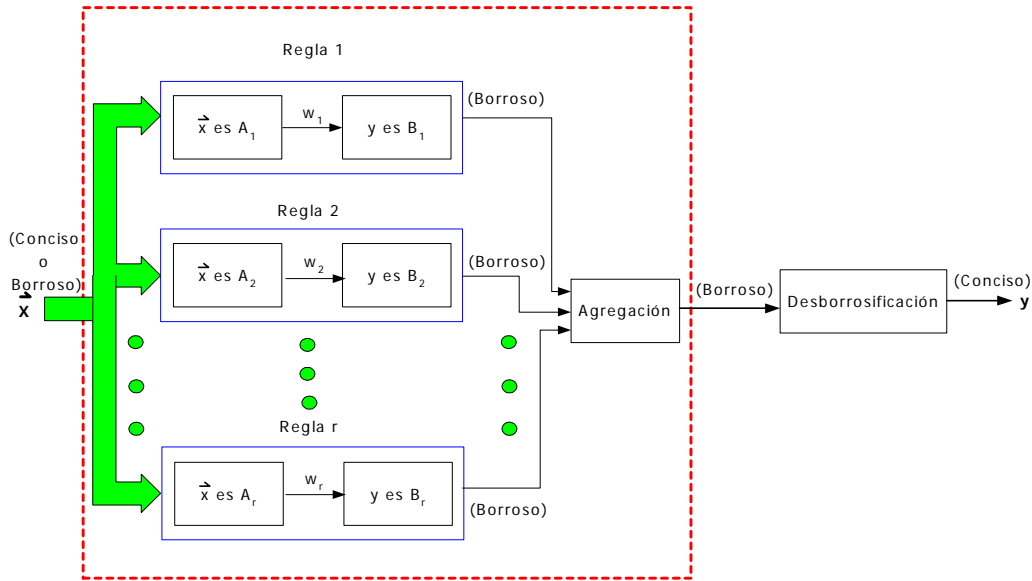 Regla 1
x es A1
w1
y es B1
(Borroso)
Regla 2
x es A2
w2
y es B2
(Borroso)
(Conciso
o
Borroso)
X
Agregación
(Borroso)
Desborrosificación
(Conciso)
y
Regla r
x es Ar
wr
y es Br
(Borroso)